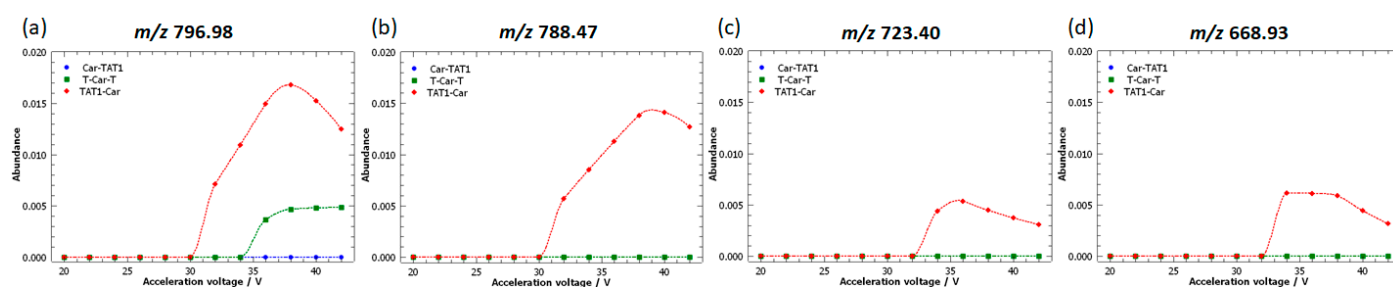 (a) m/z 796.98
0.020
0.015
0.010
0.005
0.000
Abundance
Car-TAT1
T-Car-T
TAT1-Car
20 25 30 35 40
Acceleration voltage / V
(b) m/z 788.47
0.020
0.015
0.010
0.005
0.000
Abundance
Car-TAT1
T-Car-T
TAT1-Car
20 25 30 35 40
Acceleration voltage / V
(c) m/z 723.40
0.020
0.015
0.010
0.005
0.000
Abundance
Car-TAT1
T-Car-T
TAT1-Car
20 25 30 35 40
Acceleration voltage / V
(d) m/z 668.93
0.020
0.015
0.010
0.005
0.000
Abundance
Car-TAT1
T-Car-T
TAT1-Car
20 25 30 35 40
Acceleration voltage / V